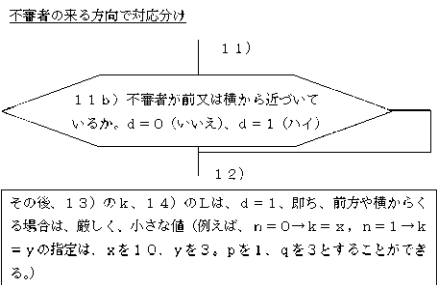 不審者の来る方向で対応分け
１１）
１１ｂ）不審者が前又は横から近づいて
いるか。ｄ＝０（いいえ）、ｄ＝１（ハイ）
１２）
その後、１３）のｋ、１４）のＬは、ｄ＝１、即ち、前方や横からく
る場合は、厳しく、小さな値（例えば、ｎ＝０→ｋ＝ｘ，ｎ＝１→ｋ
＝ｙの指定は、ｘを１０．ｙを３。ｐを１、ｑを３とすることができ
る。）